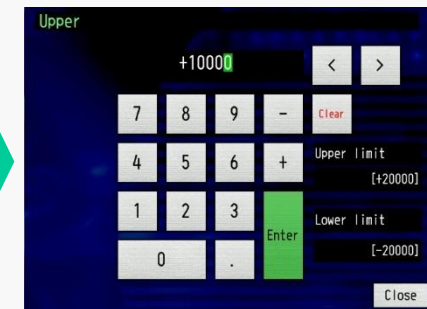 Upper
+10000
< >
7 8 9 - Clear
4 5 6 + Upper limit
[+20000]
1 2 3 Enter Lower limit
0 . [-20000]
Close